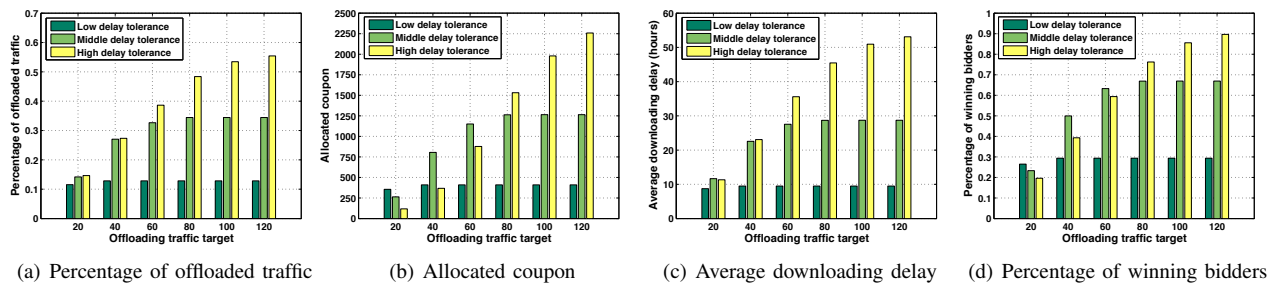 Percentage of offloaded traffic
0.7
0.6
0.5
0.4
0.3
0.2
0.1
0
Low delay tolerance
Middle delay tolerance
High delay tolerance
20 40 60 80 100 120
Offloading traffic target
(a) Percentage of offloaded traffic
Allocated coupon
2500
2250
2000
1750
1500
1250
1000
750
500
250
0
Low delay tolerance
Middle delay tolerance
High delay tolerance
20 40 60 80 100 120
Offloading traffic target
(b) Allocated coupon
Average downloading delay (hours)
60
50
40
30
20
10
0
Low delay tolerance
Middle delay tolerance
High delay tolerance
20 40 60 80 100 120
Offloading traffic target
(c) Average downloading delay
Percentage of winning bidders
1
0.9
0.8
0.7
0.6
0.5
0.4
0.3
0.2
0.1
0
Low delay tolerance
Middle delay tolerance
High delay tolerance
20 40 60 80 100 120
Offloading traffic target
(d) Percentage of winning bidders